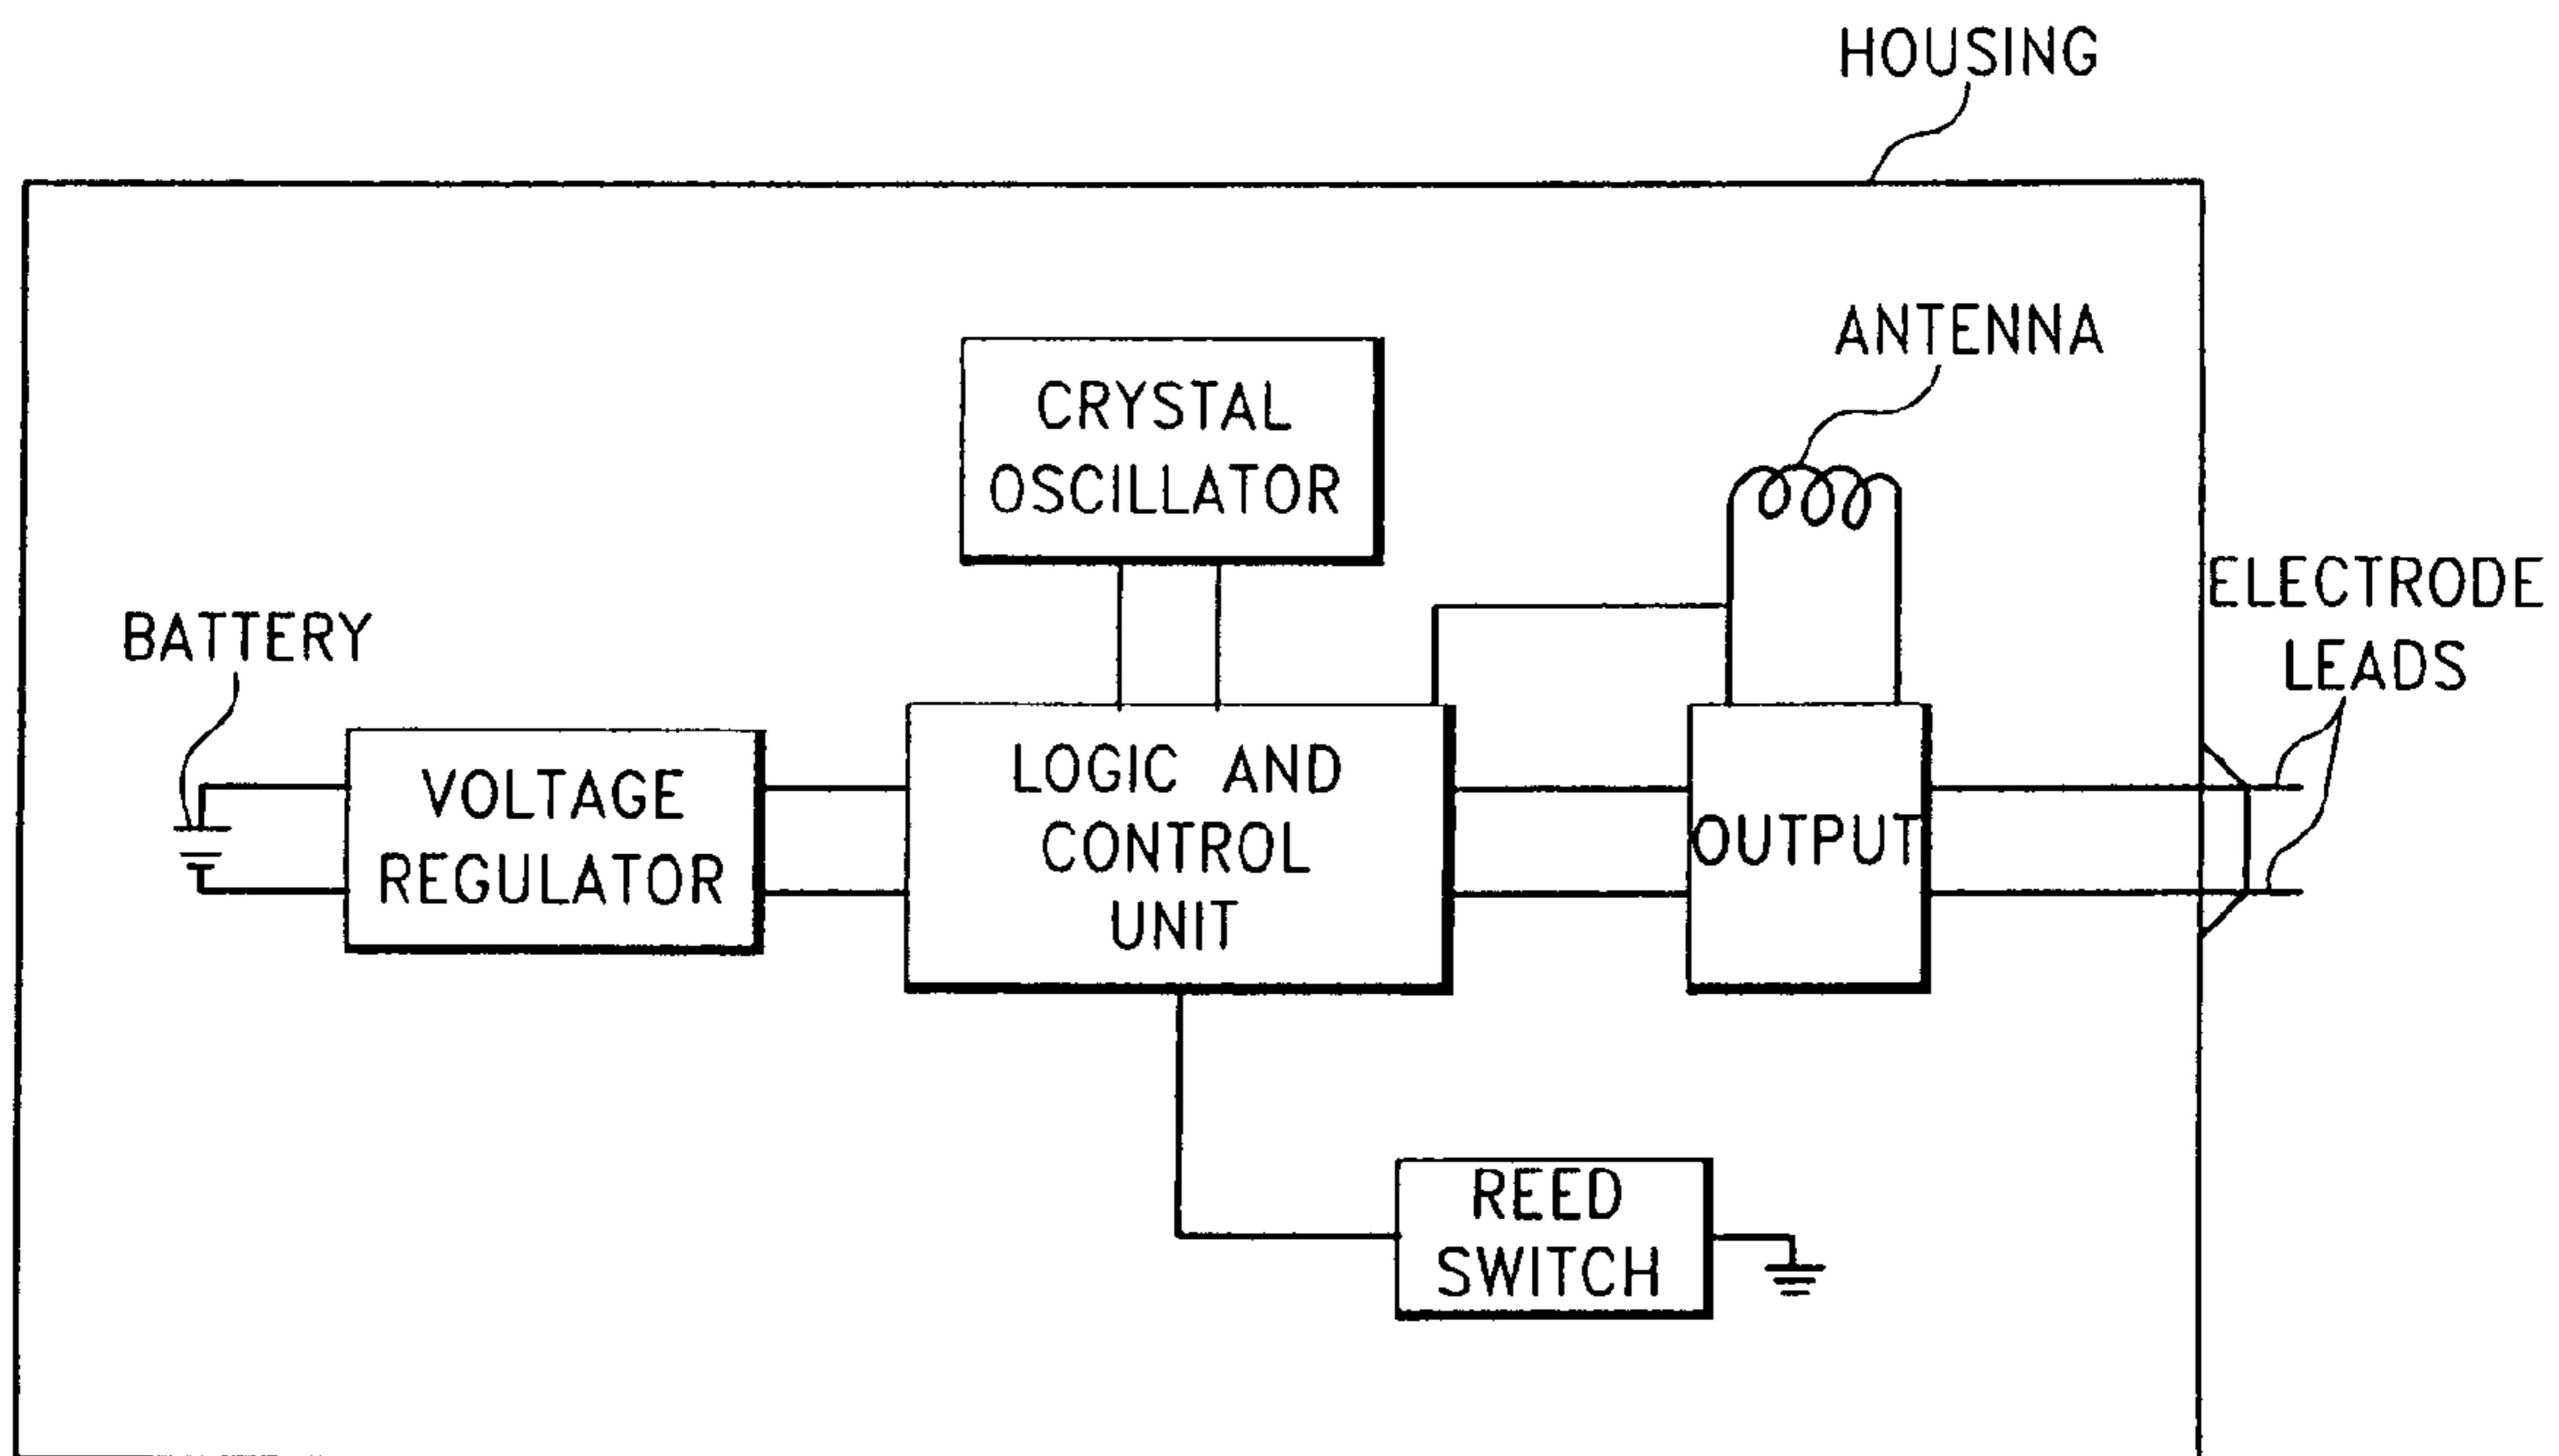 HOUSING
ANTENNA
CRYSTAL
OSCILLATOR
ELECTRODE
LEADS
BATTERY
VOLTAGE
REGULATOR
LOGIC AND
CONTROL
UNIT
OUTPUT
REED
SWITCH